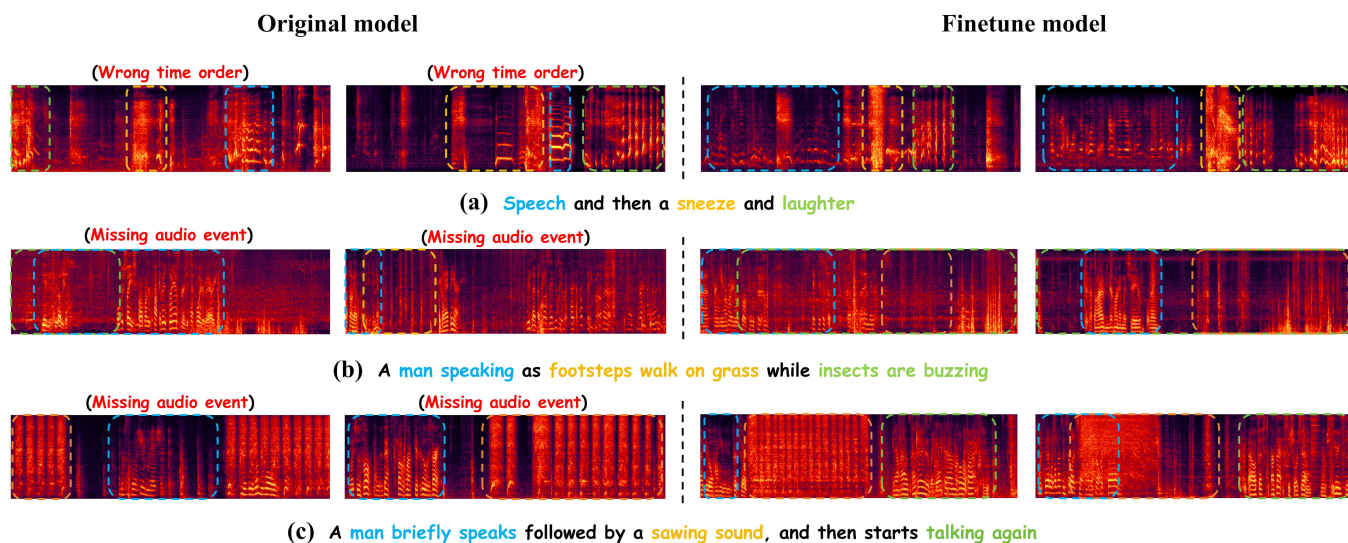 Original model
Finetune model
(Wrong time order)
(Wrong time order)
(a) Speech and then a sneeze and laughter
(Missing audio event)
(Missing audio event)
(b) A man speaking as footsteps walk on grass while insects are buzzing
(Missing audio event)
(Missing audio event)
(c) A man briefly speaks followed by a sawing sound, and then starts talking again